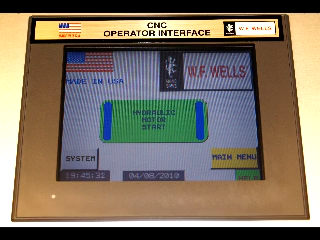 CNC
OPERATOR INTERFACE
W.F. WELLS
MADE IN USA
W.F. WELLS
HYDRAULIC
MOTOR
START
SYSTEM
MAIN MENU
19:45:31
04/08/2010